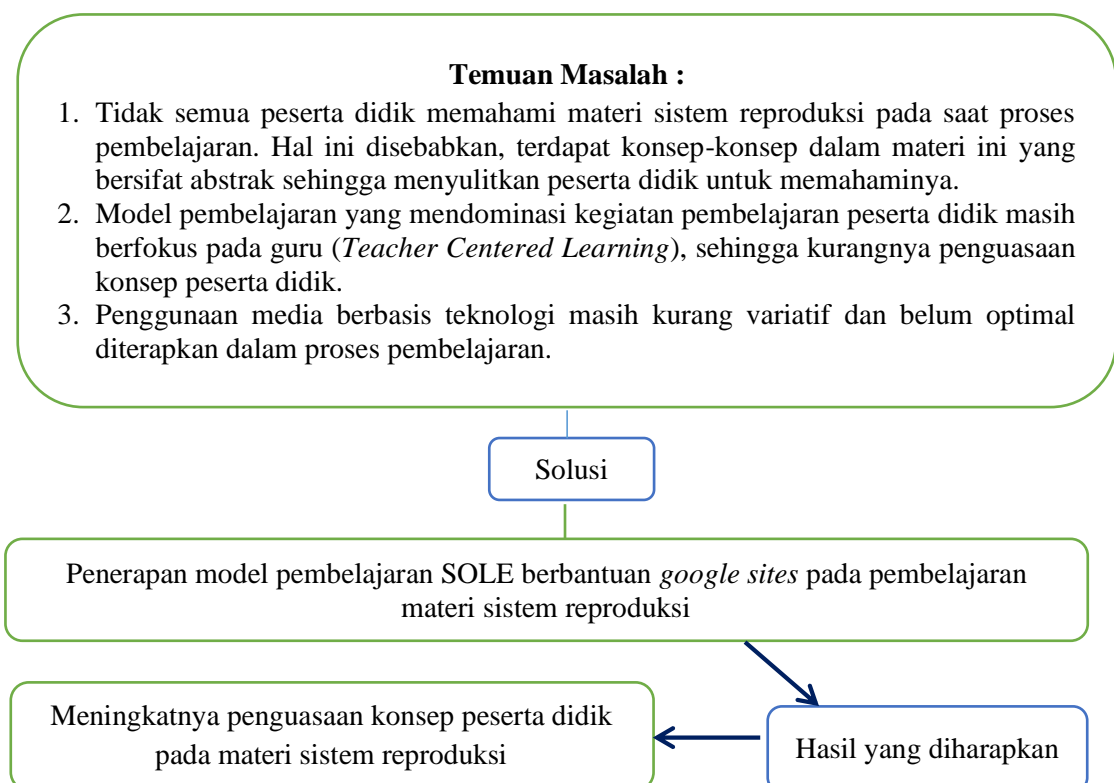 Temuan Masalah :
1. Tidak semua peserta didik memahami materi sistem reproduksi pada saat proses
pembelajaran. Hal ini disebabkan, terdapat konsep-konsep dalam materi ini yang
bersifat abstrak sehingga menyulitkan peserta didik untuk memahaminya.
2. Model pembelajaran yang mendominasi kegiatan pembelajaran peserta didik masih
berfokus pada guru (Teacher Centered Learning), sehingga kurangnya penguasaan
konsep peserta didik.
3. Penggunaan media berbasis teknologi masih kurang variatif dan belum optimal
diterapkan dalam proses pembelajaran.
Solusi
Penerapan model pembelajaran SOLE berbantuan google sites pada pembelajaran
materi sistem reproduksi
Meningkatnya penguasaan konsep peserta didik
pada materi sistem reproduksi
Hasil yang diharapkan